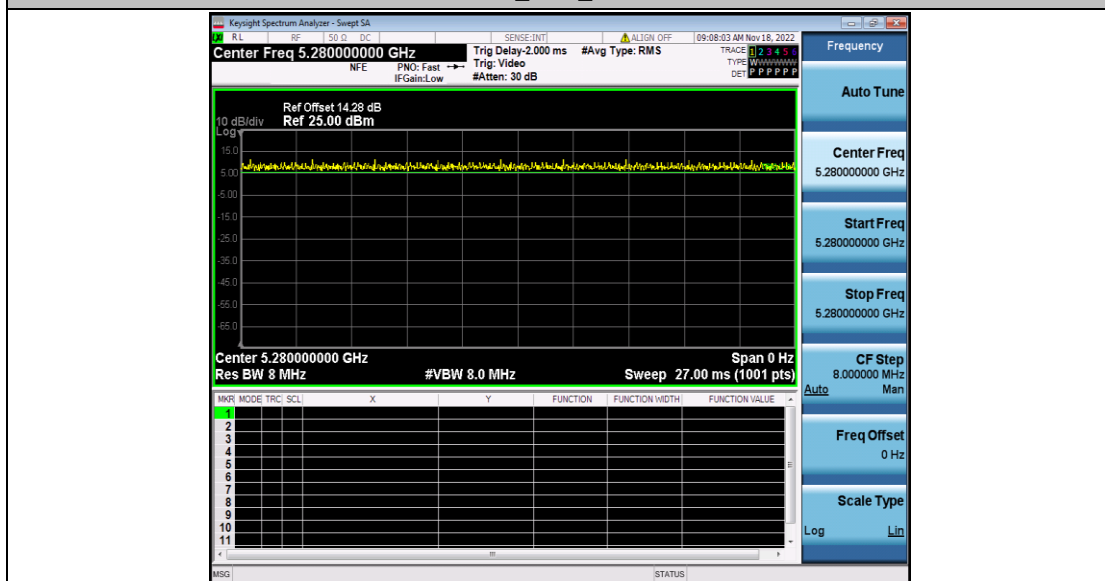 Keysight Spectrum Analyzer - Swept SA
RL RF 50 Ω DC SENSE:INT ALIGN OFF 09:08:03 AM Nov 18, 2022
Center Freq 5.280000000 GHz
NFE PNO: Fast
IFGain:Low
Trig Delay-2.000 ms #Avg Type: RMS
Trig: Video
#Atten: 30 dB
TRACE 1 2 3 4 5 6
TYPE W
DET P P P P P P
Ref Offset 14.28 dB
10 dB/div Ref 25.00 dBm
Log
15.0
5.00
-5.00
-15.0
-25.0
-35.0
-45.0
-55.0
-65.0
Center 5.280000000 GHz Span 0 Hz
Res BW 8 MHz #VBW 8.0 MHz Sweep 27.00 ms (1001 pts)
MKR MODE TRC SCL X Y FUNCTION FUNCTION WIDTH FUNCTION VALUE
1
2
3
4
5
6
7
8
9
10
11
MSG STATUS
Frequency
Auto Tune
Center Freq
5.280000000 GHz
Start Freq
5.280000000 GHz
Stop Freq
5.280000000 GHz
CF Step
8.000000 MHz
Auto Man
Freq Offset
0 Hz
Scale Type
Log Lin